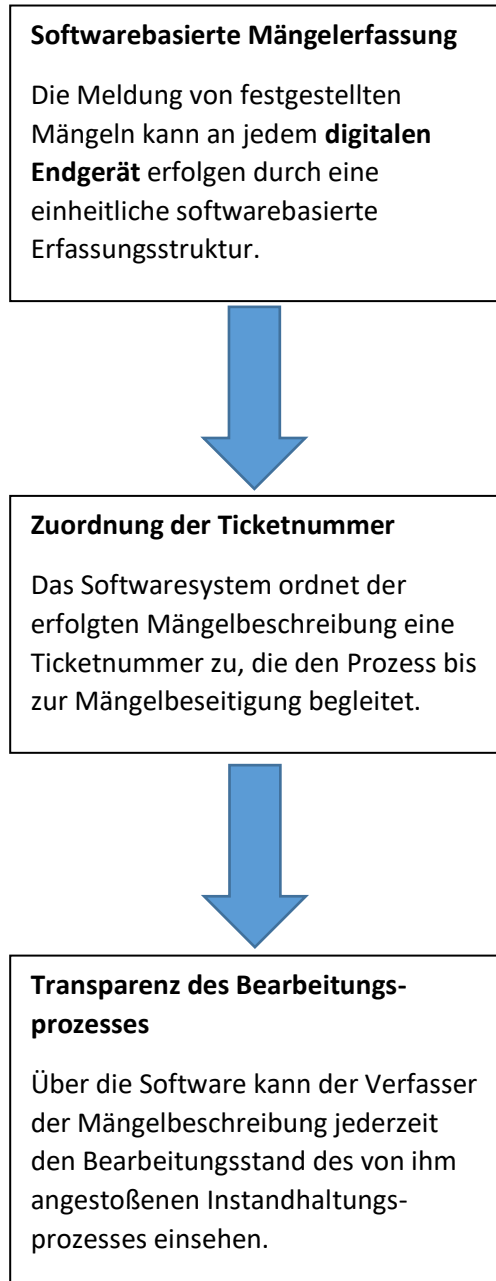 Softwarebasierte Mängelerfassung
Die Meldung von festgestellten
Mängeln kann an jedem digitalen
Endgerät erfolgen durch eine
einheitliche softwarebasierte
Erfassungsstruktur.
Zuordnung der Ticketnummer
Das Softwaresystem ordnet der
erfolgten Mängelbeschreibung eine
Ticketnummer zu, die den Prozess bis
zur Mängelbeseitigung begleitet.
Transparenz des Bearbeitungs-
prozesses
Über die Software kann der Verfasser
der Mängelbeschreibung jederzeit
den Bearbeitungsstand des von ihm
angestoßenen Instandhaltungs-
prozesses einsehen.